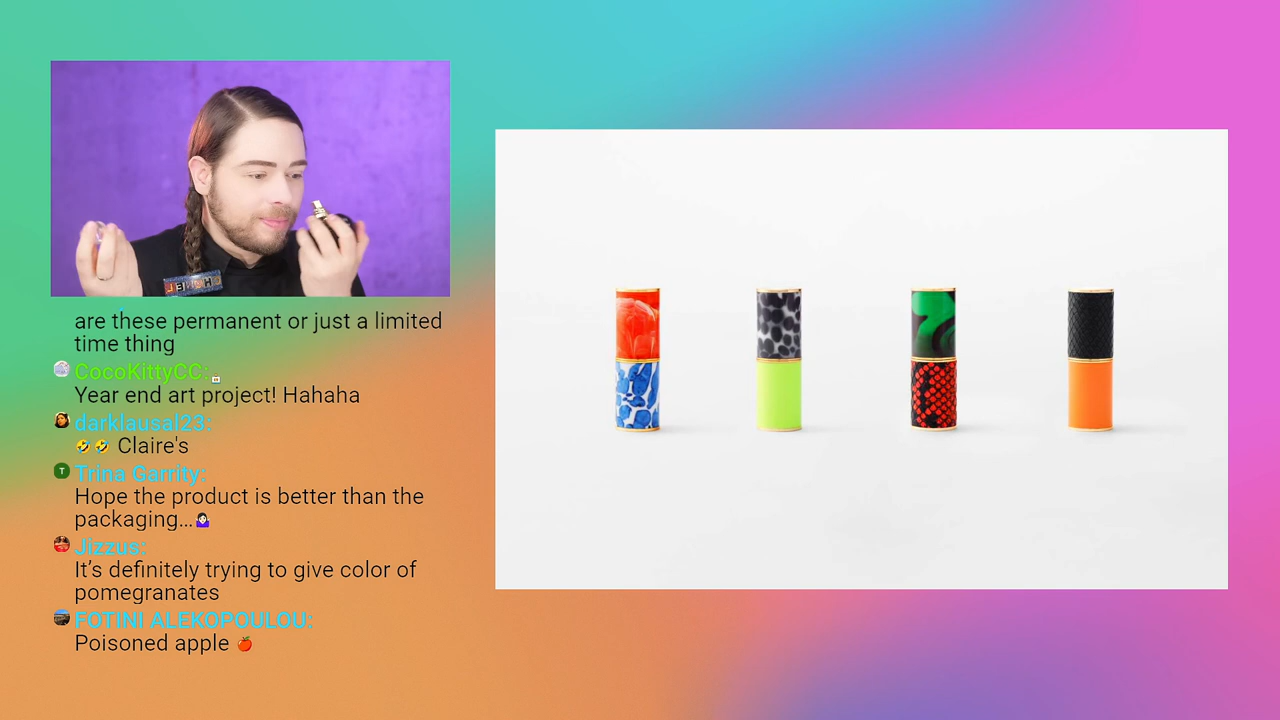 are these permanent or just a limited
time thing
CocoKittyCC:
Year end art project! Hahaha
darklausal23:
🤣🤣 Claire's
T Trina Garrity:
Hope the product is better than the
packaging...🤷🏻‍♀️
Jizzus:
It’s definitely trying to give color of
pomegranates
FOTINI ALEKOPOULOU:
Poisoned apple 🍎